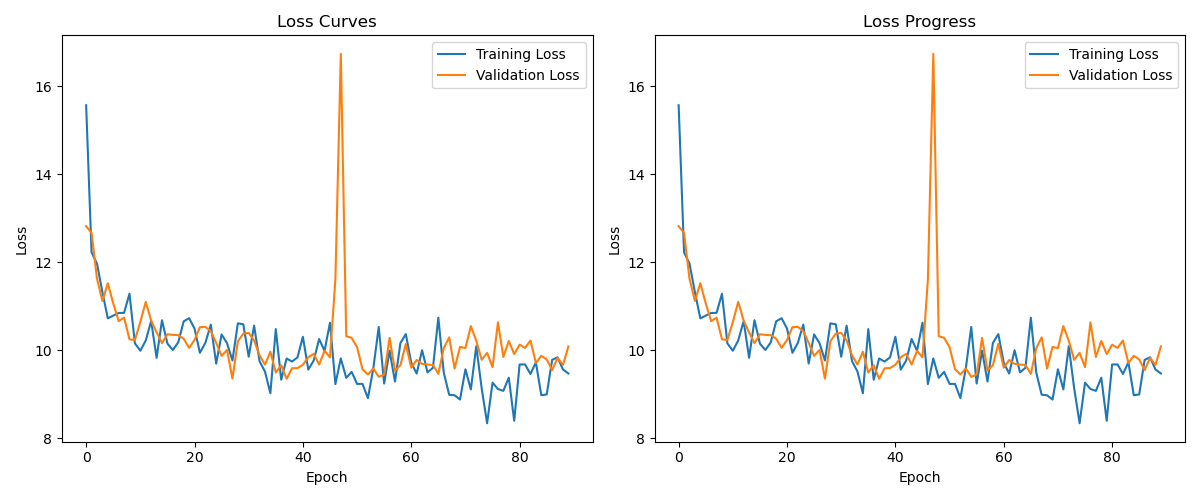 Loss Curves
Training Loss
Validation Loss
16
14
12
10
8
Loss
0 20 40 60 80
Epoch
Loss Progress
Training Loss
Validation Loss
16
14
12
10
8
Loss
0 20 40 60 80
Epoch